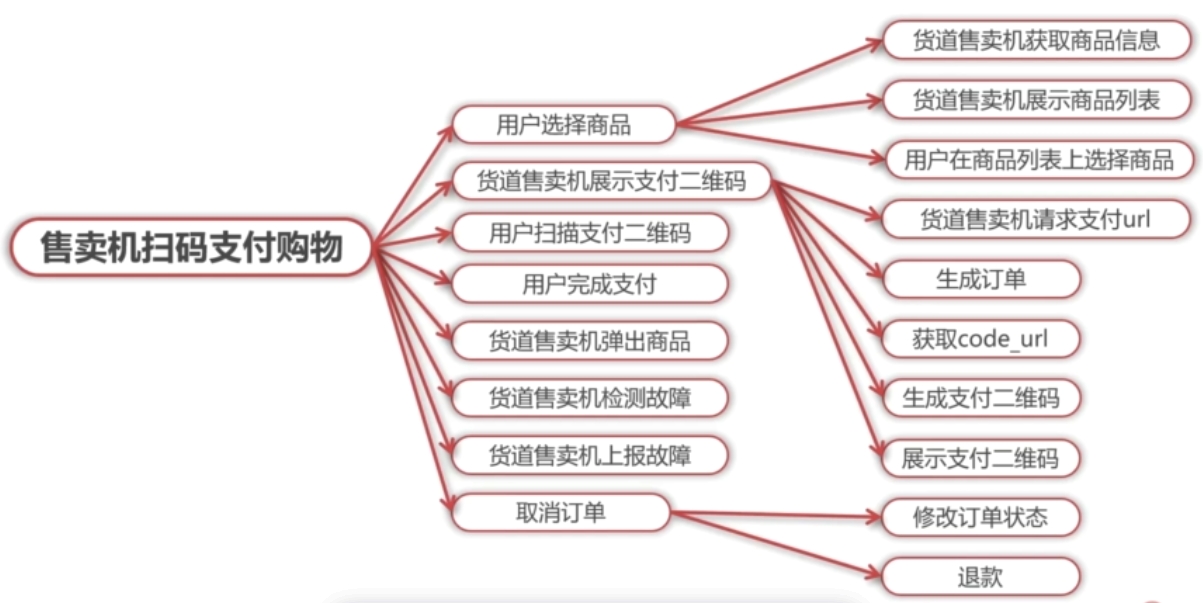 售卖机扫码支付购物
用户选择商品
货道售卖机获取商品信息
货道售卖机展示商品列表
用户在商品列表上选择商品
货道售卖机展示支付二维码
货道售卖机请求支付url
生成订单
获取code_url
生成支付二维码
展示支付二维码
用户扫描支付二维码
用户完成支付
货道售卖机弹出商品
货道售卖机检测故障
货道售卖机上报故障
取消订单
修改订单状态
退款